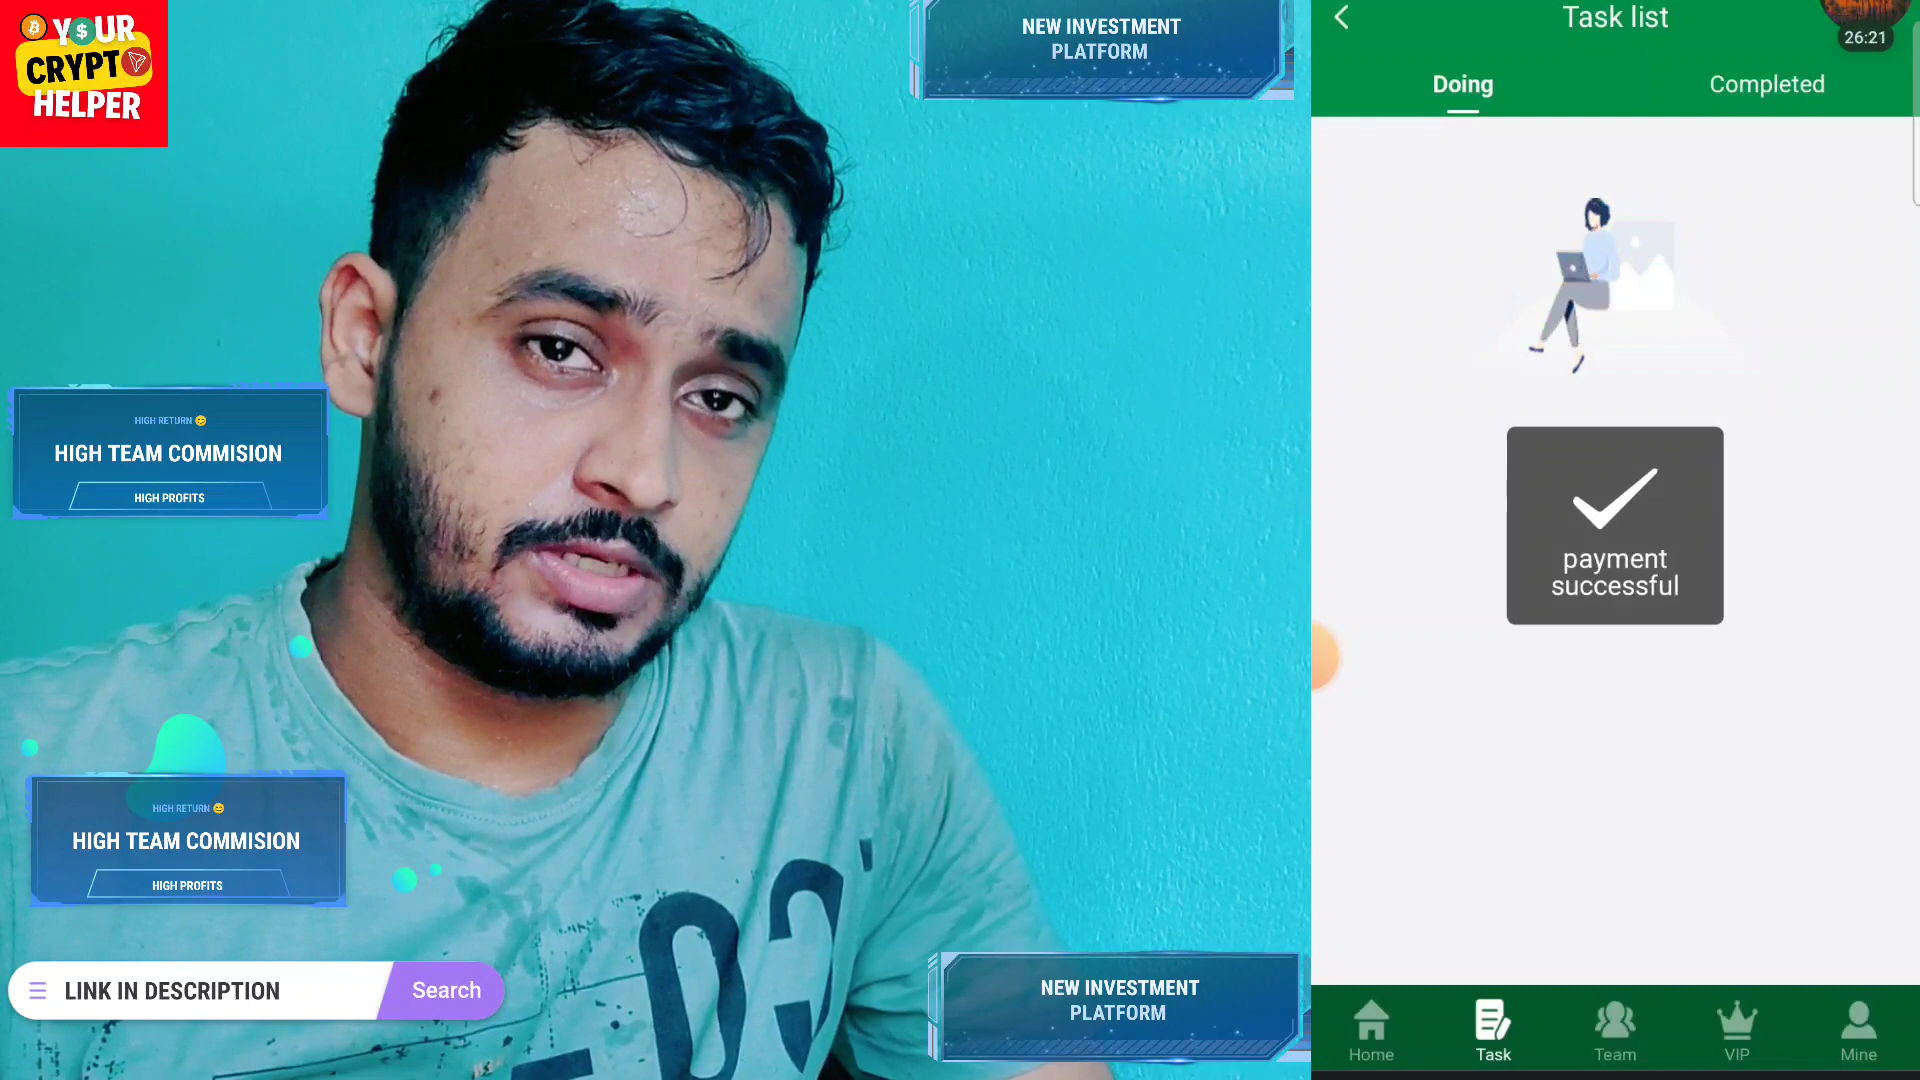 Y$UR
CRYPT
HELPER
NEW INVESTMENT
PLATFORM
HIGH RETURN 😊
HIGH TEAM COMMISION
HIGH PROFITS
HIGH RETURN 😊
HIGH TEAM COMMISION
HIGH PROFITS
LINK IN DESCRIPTION
Search
NEW INVESTMENT
PLATFORM
Task list
26:21
Doing
Completed
payment
successful
Home
Task
Team
VIP
Mine